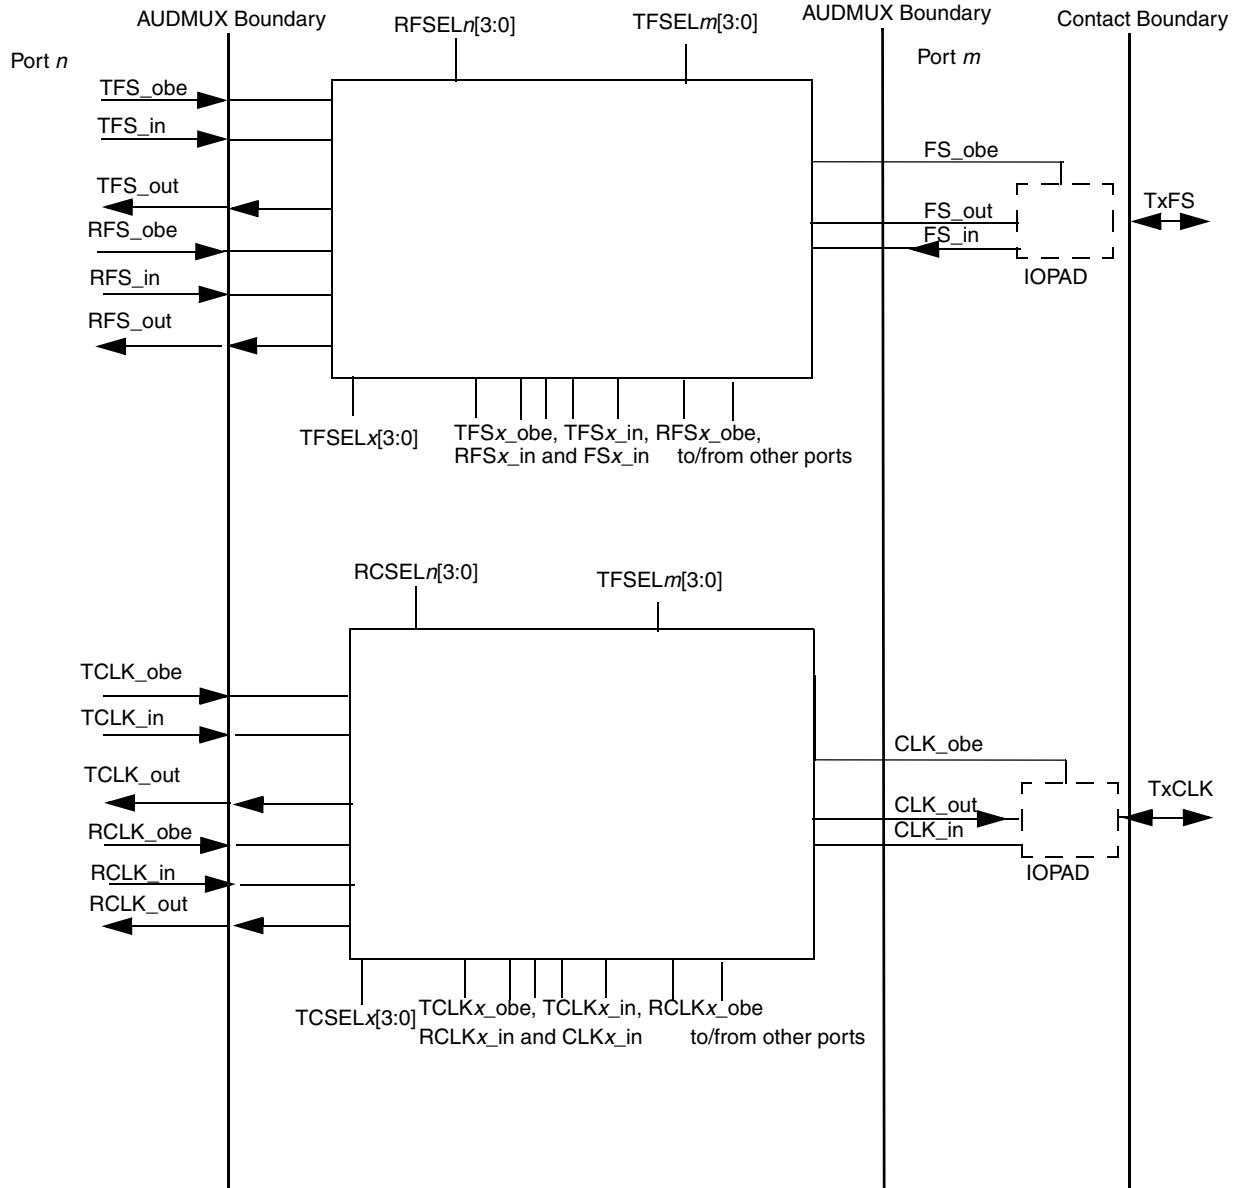 AUDMUX Boundary
AUDMUX Boundary
Contact Boundary
RFSELn[3:0]
TFSELm[3:0]
Port n
Port m
TFS_obe
TFS_in
TFS_out
RFS_obe
RFS_in
RFS_out
FS_obe
FS_out
FS_in
TxFS
IOPAD
TFSELx[3:0]
TFSx_obe, TFSx_in, RFSx_obe,
RFSx_in and FSx_in to/from other ports
RCSELn[3:0]
TFSELm[3:0]
TCLK_obe
TCLK_in
TCLK_out
RCLK_obe
RCLK_in
RCLK_out
CLK_obe
CLK_out
CLK_in
TxCLK
IOPAD
TCSELx[3:0]
TCLKx_obe, TCLKx_in, RCLKx_obe
RCLKx_in and CLKx_in to/from other ports